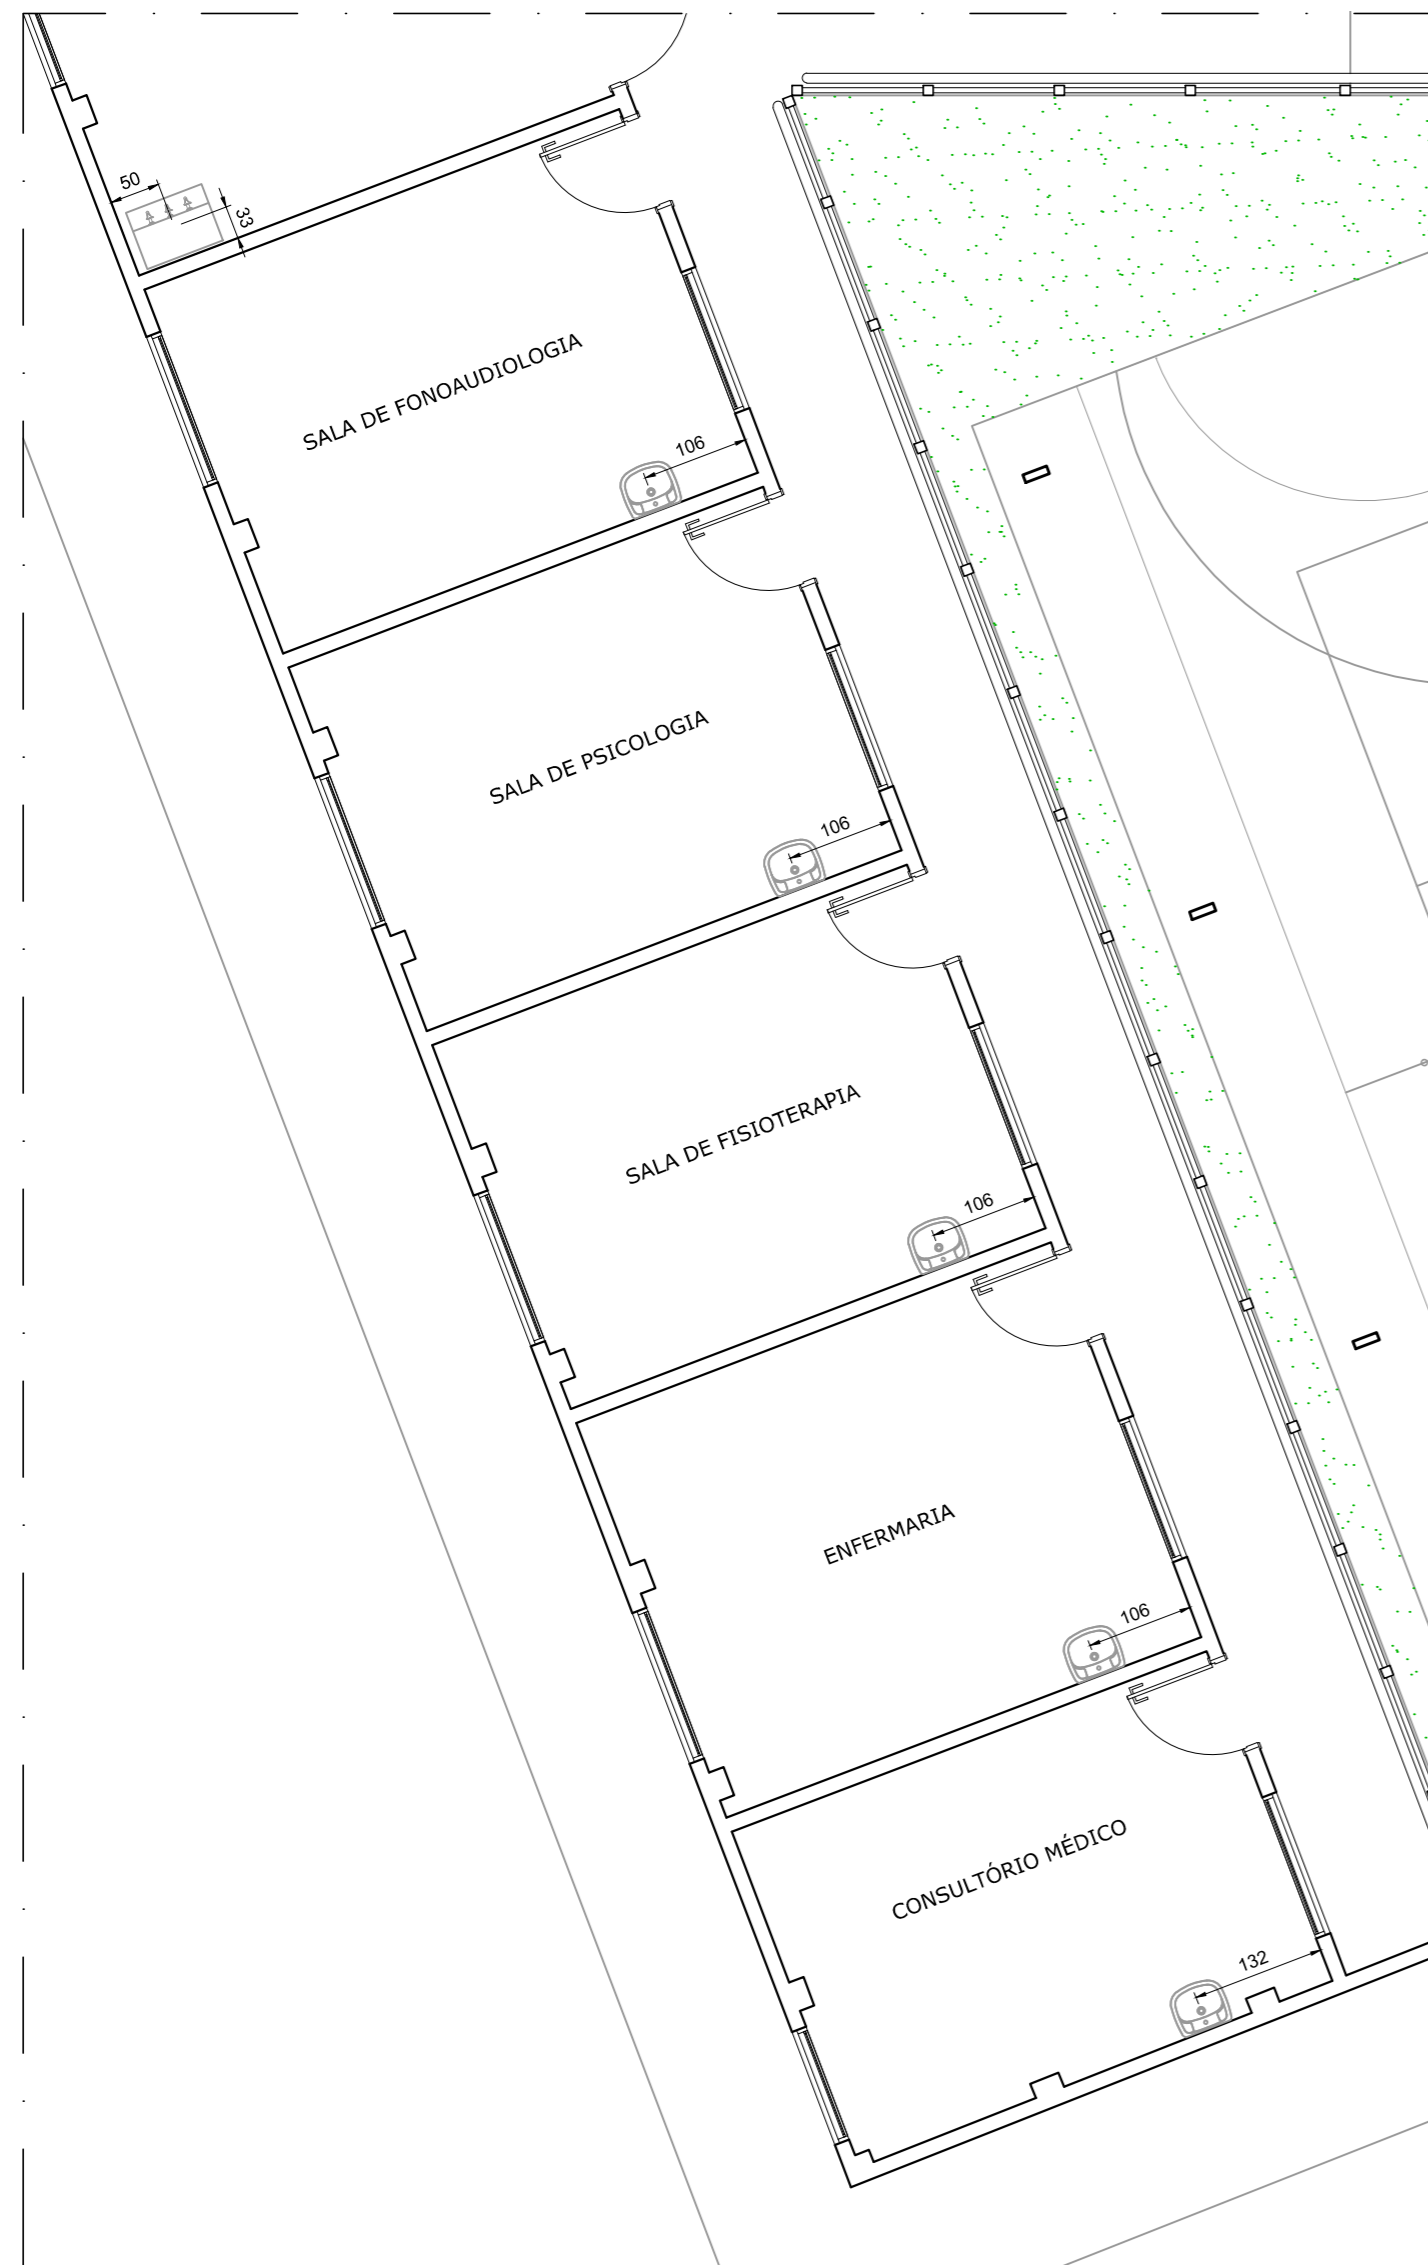 50
33
SALA DE FONOAUDIOLOGIA
106
SALA DE PSICOLOGIA
106
SALA DE FISIOTERAPIA
106
ENFERMARIA
106
CONSULTÓRIO MÉDICO
132